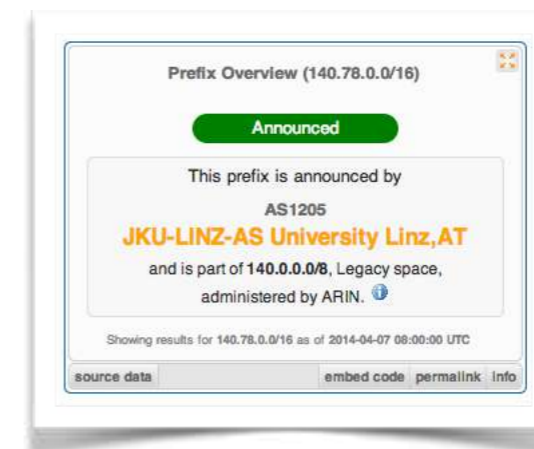 Prefix Overview (140.78.0.0/16)
Announced
This prefix is announced by
AS1205
JKU-LINZ-AS University Linz,AT
and is part of 140.0.0.0/8, Legacy space,
administered by ARIN.
Showing results for 140.78.0.0/16 as of 2014-04-07 08:00:00 UTC
source data embed code permalink info